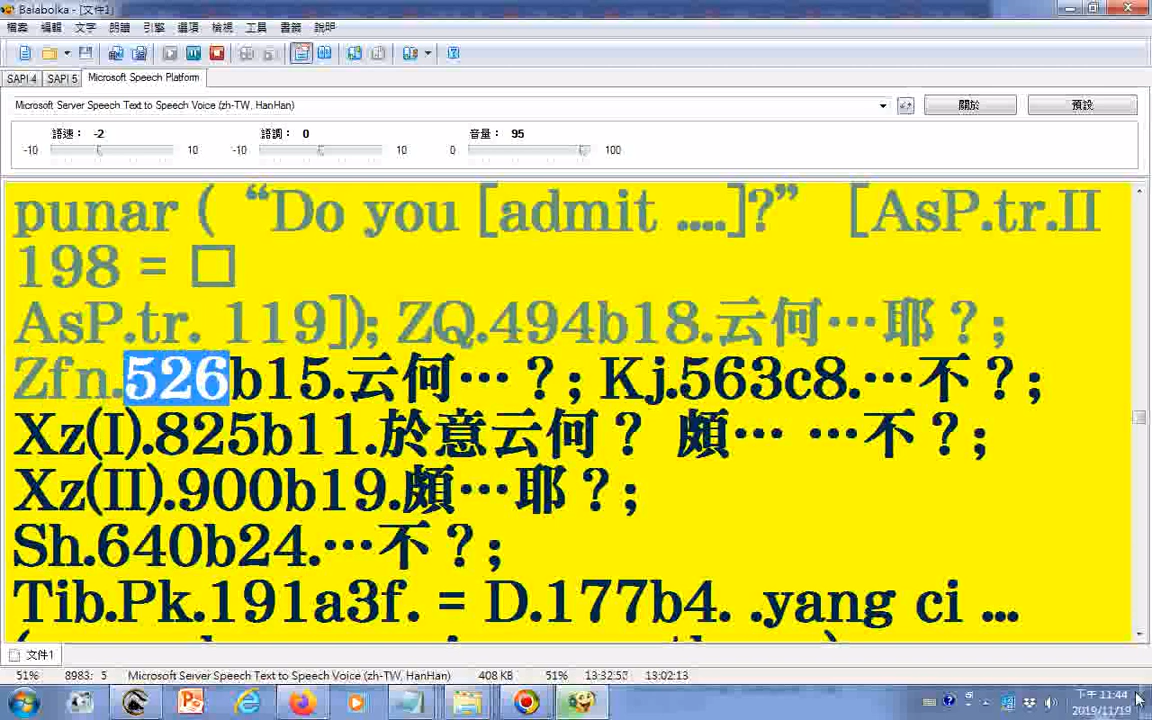 Balabolka - [文件1]
檔案 編輯 文字 朗讀 引擎 選項 檢視 工具 書籤 說明
SAPI 4 SAPI 5 Microsoft Speech Platform
Microsoft Server Speech Text to Speech Voice (zh-TW, HanHan) 關於 預設
語速： -2 語調： 0 音量： 95
-10 10 -10 10 0 100
punar (“Do you [admit ....]?” [AsP.tr.II
198 = □
AsP.tr. 119]); ZQ.494b18.云何…耶？;
Zfn.526b15.云何…？; Kj.563c8.…不？;
Xz(I).825b11.於意云何？ 頗… …不？;
Xz(II).900b19.頗…耶？;
Sh.640b24.…不？;
Tib.Pk.191a3f. = D.177b4. .yang ci ...
文件1
51% 8983: 5 Microsoft Server Speech Text to Speech Voice (zh-TW, HanHan) 408 KB 51% 13:32:53 13:02:13
下午 11:44
2019/11/19